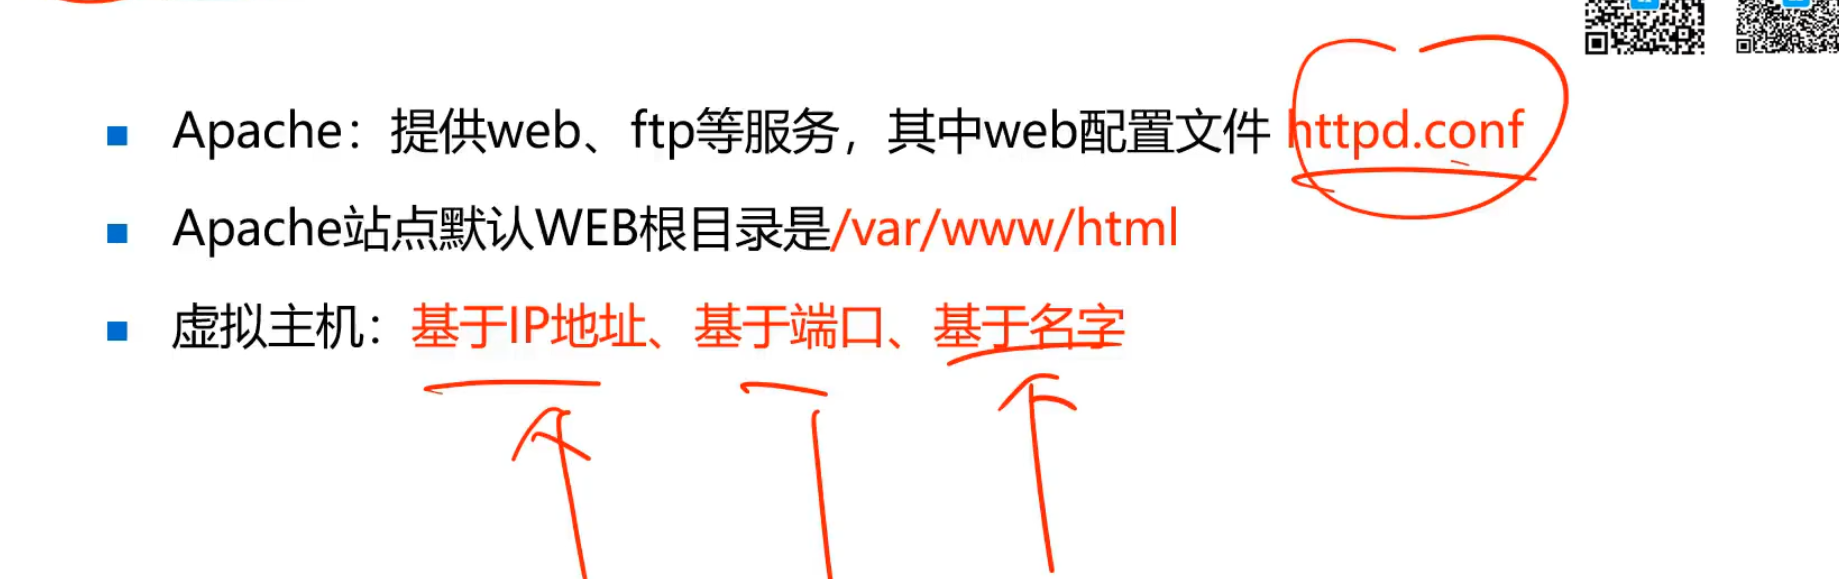 Apache：提供web、ftp等服务，其中web配置文件 httpd.conf
Apache站点默认WEB根目录是/var/www/html
虚拟主机：基于IP地址、基于端口、基于名字